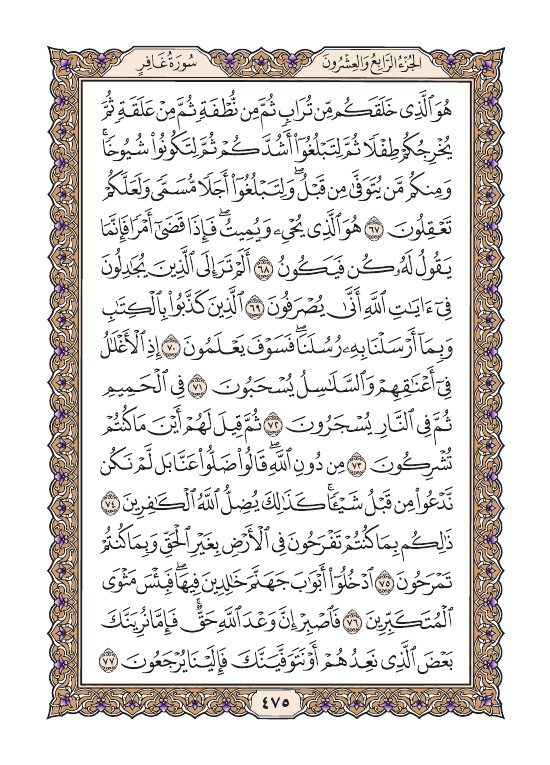 الجزء الرابع والعشرون
سورة غافر
هُوَ ٱلَّذِى خَلَقَكُم مِّن تُرَابٍ ثُمَّ مِن نُّطْفَةٍ ثُمَّ مِنْ عَلَقَةٍ ثُمَّ
يُخْرِجُكُمْ طِفْلًا ثُمَّ لِتَبْلُغُوٓا۟ أَشُدَّكُمْ ثُمَّ لِتَكُونُوا۟ شُيُوخًا ۚ
وَمِنكُم مَّن يُتَوَفَّىٰ مِن قَبْلُ ۖ وَلِتَبْلُغُوٓا۟ أَجَلًا مُّسَمًّى وَلَعَلَّكُمْ
تَعْقِلُونَ ٦٧ هُوَ ٱلَّذِى يُحْىِۦ وَيُمِيتُ ۖ فَإِذَا قَضَىٰٓ أَمْرًا فَإِنَّمَا
يَقُولُ لَهُۥ كُن فَيَكُونُ ٦٨ أَلَمْ تَرَ إِلَى ٱلَّذِينَ يُجَٰدِلُونَ
فِىٓ ءَايَٰتِ ٱللَّهِ أَنَّىٰ يُصْرَفُونَ ٦٩ ٱلَّذِينَ كَذَّبُوا۟ بِٱلْكِتَٰبِ
وَبِمَآ أَرْسَلْنَا بِهِۦ رُسُلَنَا ۖ فَسَوْفَ يَعْلَمُونَ ٧٠ إِذِ ٱلْأَغْلَٰلُ
فِىٓ أَعْنَٰقِهِمْ وَٱلسَّلَٰسِلُ يُسْحَبُونَ ٧١ فِى ٱلْحَمِيمِ
ثُمَّ فِى ٱلنَّارِ يُسْجَرُونَ ٧٢ ثُمَّ قِيلَ لَهُمْ أَيْنَ مَا كُنتُمْ
تُشْرِكُونَ ٧٣ مِن دُونِ ٱللَّهِ ۖ قَالُوا۟ ضَلُّوا۟ عَنَّا بَل لَّمْ نَكُن
نَّدْعُوا۟ مِن قَبْلُ شَيْـًٔا ۚ كَذَٰلِكَ يُضِلُّ ٱللَّهُ ٱلْكَٰفِرِينَ ٧٤
ذَٰلِكُم بِمَا كُنتُمْ تَفْرَحُونَ فِى ٱلْأَرْضِ بِغَيْرِ ٱلْحَقِّ وَبِمَا كُنتُمْ
تَمْرَحُونَ ٧٥ ٱدْخُلُوٓا۟ أَبْوَٰبَ جَهَنَّمَ خَٰلِدِينَ فِيهَا ۖ فَبِئْسَ مَثْوَى
ٱلْمُتَكَبِّرِينَ ٧٦ فَٱصْبِرْ إِنَّ وَعْدَ ٱللَّهِ حَقٌّ ۚ فَإِمَّا نُرِيَنَّكَ
بَعْضَ ٱلَّذِى نَعِدُهُمْ أَوْ نَتَوَفَّيَنَّكَ فَإِلَيْنَا يُرْجَعُونَ ٧٧
٤٧٥